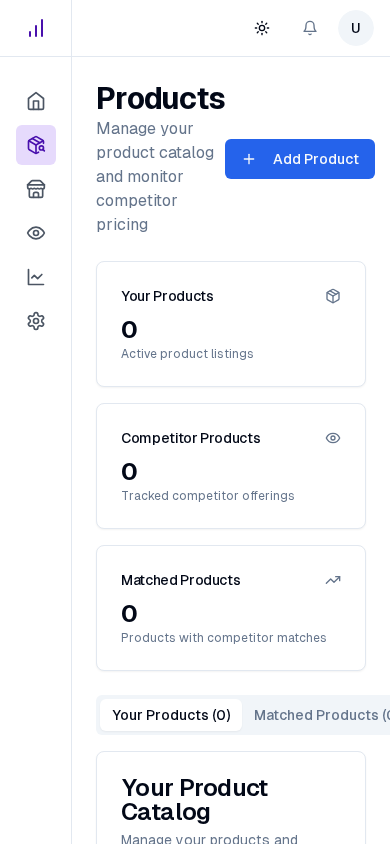 U
Products
Manage your
product catalog
and monitor
competitor
pricing
Add Product
Your Products
0
Active product listings
Competitor Products
0
Tracked competitor offerings
Matched Products
0
Products with competitor matches
Your Products (0)
Matched Products (0
Your Product
Catalog
Manage your products and